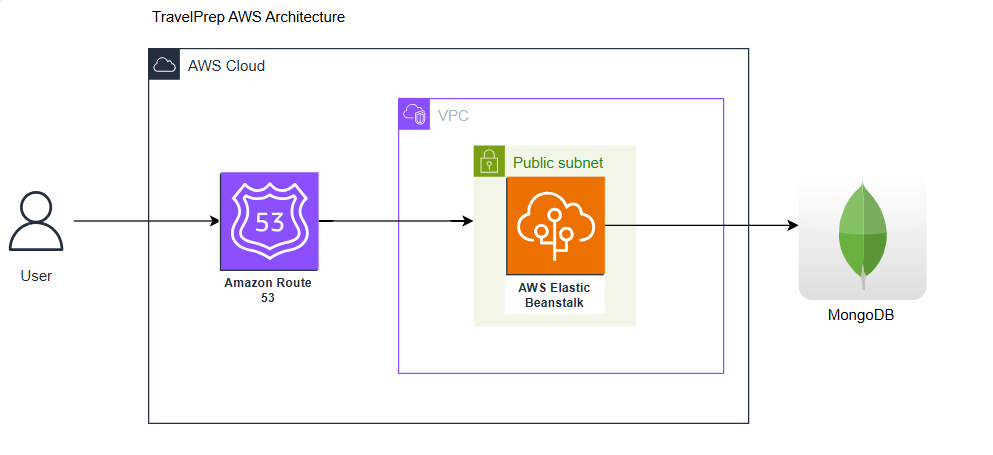 TravelPrep AWS Architecture
AWS Cloud
VPC
Public subnet
53
User
Amazon Route
53
AWS Elastic
Beanstalk
MongoDB